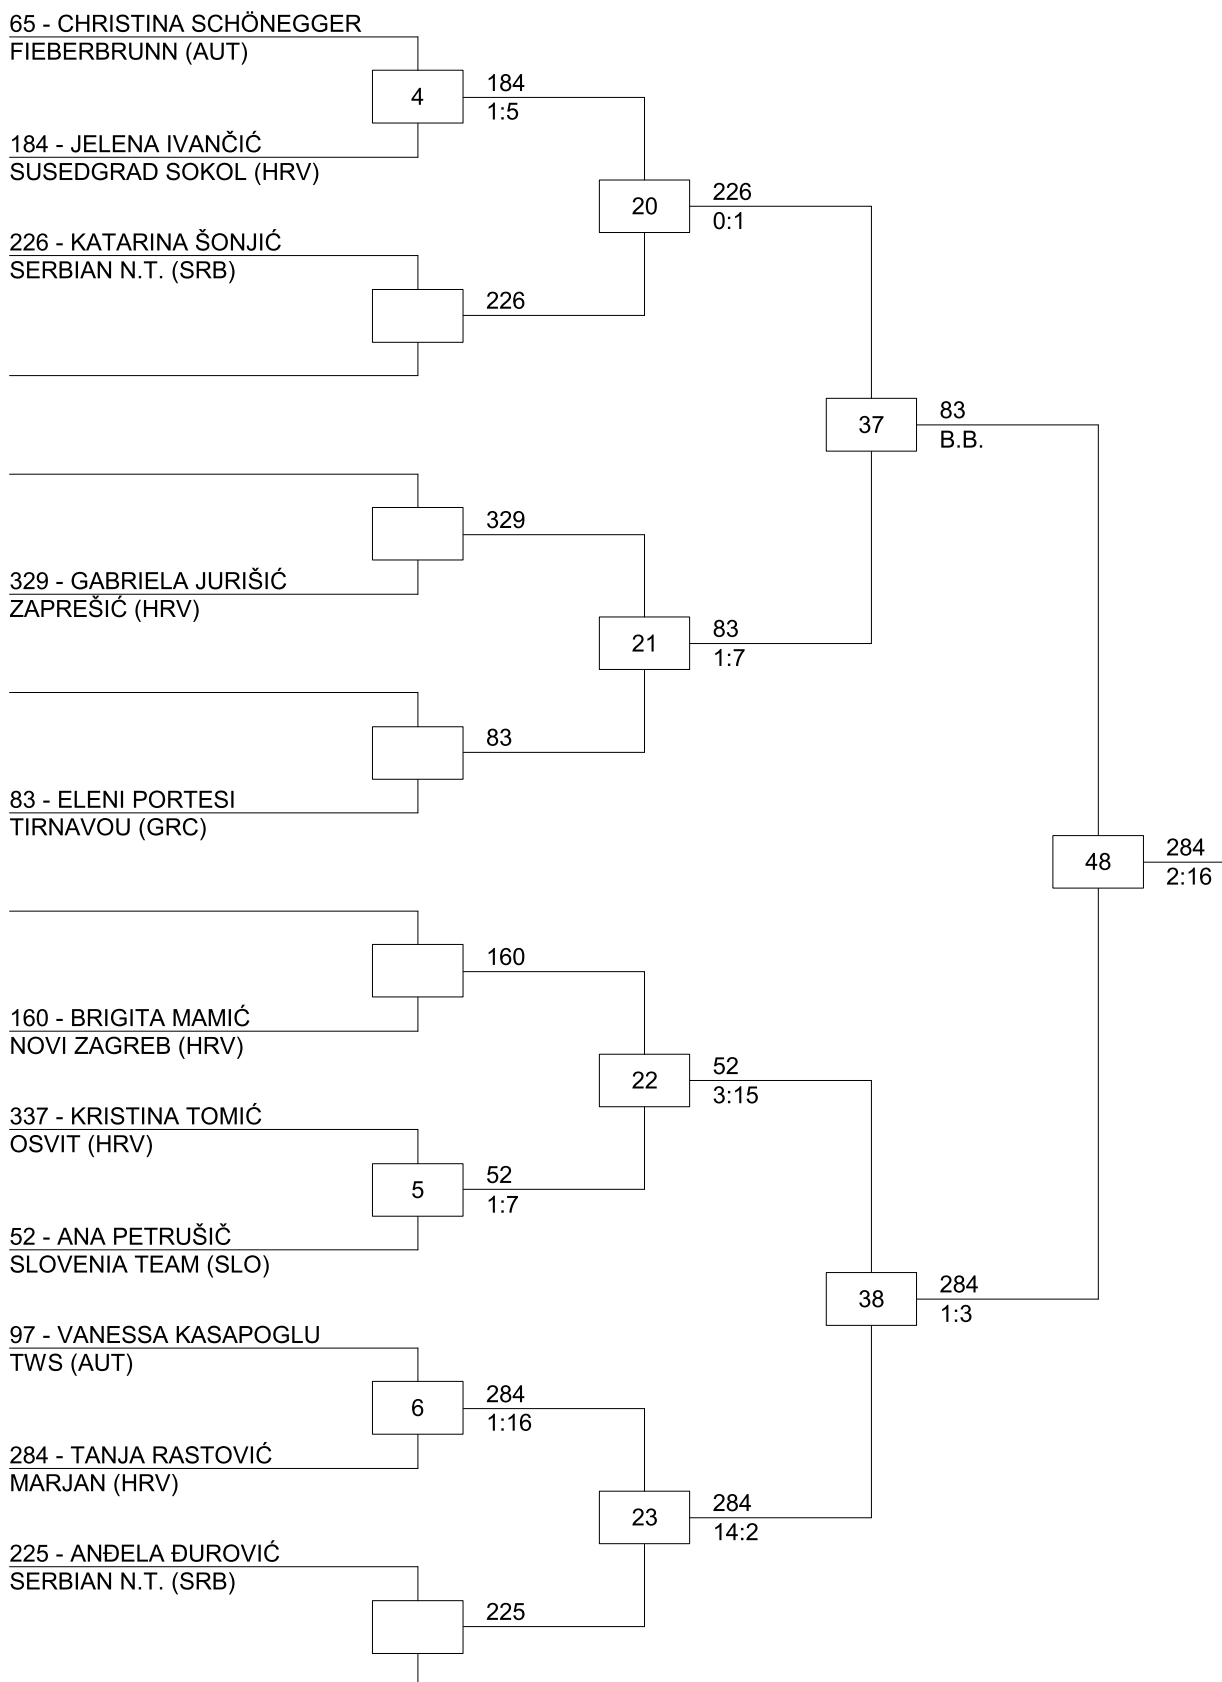 65 - CHRISTINA SCHÖNEGGER
FIEBERBRUNN (AUT)
4
184
1:5
184 - JELENA IVANČIĆ
SUSEDGRAD SOKOL (HRV)
20
226
0:1
226 - KATARINA ŠONJIĆ
SERBIAN N.T. (SRB)
226
37
83
B.B.
329
329 - GABRIELA JURIŠIĆ
ZAPREŠIĆ (HRV)
21
83
1:7
83
83 - ELENI PORTESI
TIRNAVOU (GRC)
48
284
2:16
160
160 - BRIGITA MAMIĆ
NOVI ZAGREB (HRV)
22
52
3:15
337 - KRISTINA TOMIĆ
OSVIT (HRV)
5
52
1:7
52 - ANA PETRUŠIČ
SLOVENIA TEAM (SLO)
38
284
1:3
97 - VANESSA KASAPOGLU
TWS (AUT)
6
284
1:16
284 - TANJA RASTOVIĆ
MARJAN (HRV)
23
284
14:2
225 - ANĐELA ĐUROVIĆ
SERBIAN N.T. (SRB)
225